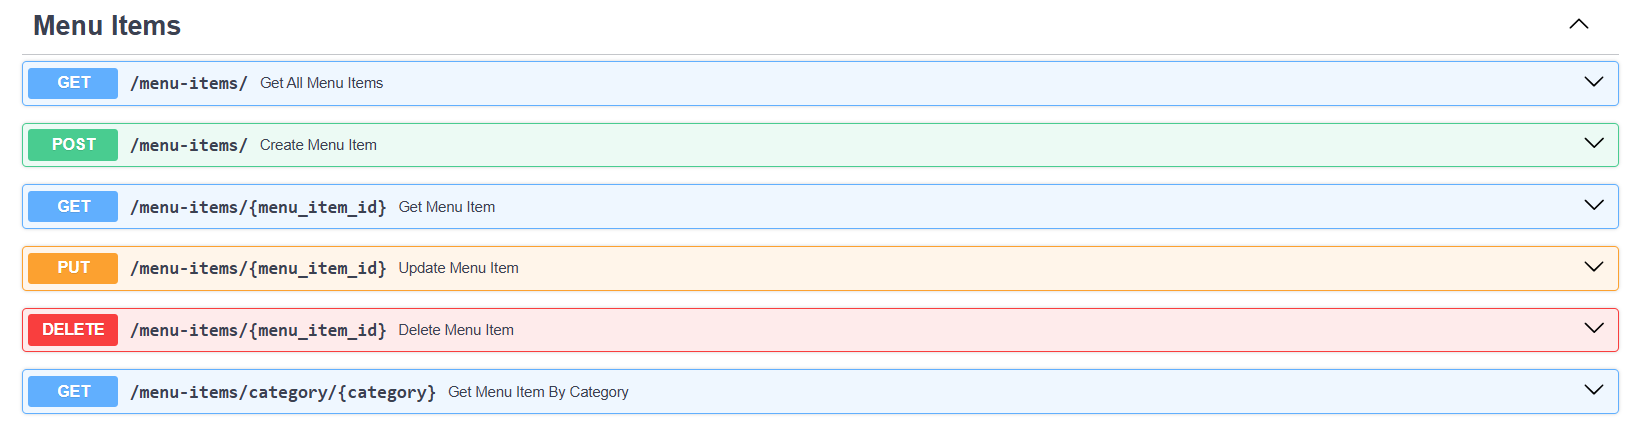 Menu Items
GET /menu-items/ Get All Menu Items
POST /menu-items/ Create Menu Item
GET /menu-items/{menu_item_id} Get Menu Item
PUT /menu-items/{menu_item_id} Update Menu Item
DELETE /menu-items/{menu_item_id} Delete Menu Item
GET /menu-items/category/{category} Get Menu Item By Category